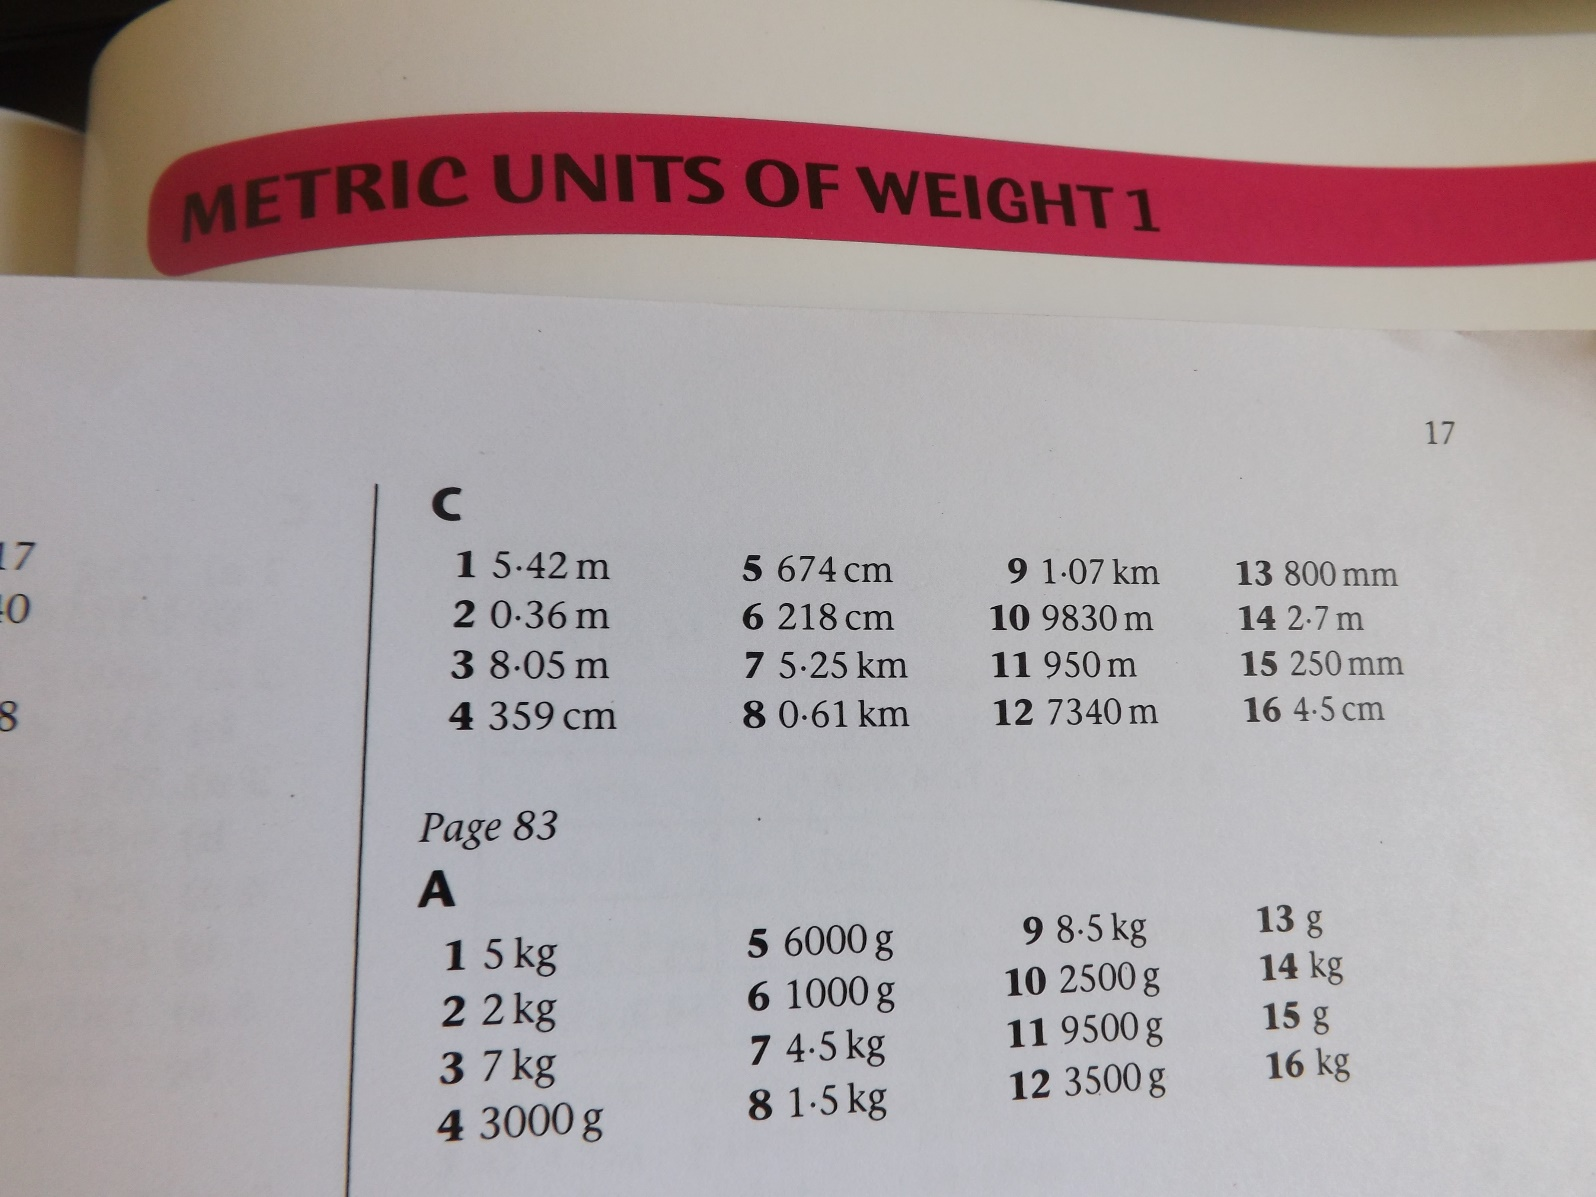 METRIC UNITS OF WEIGHT 1
17
17
40
8
C
1 5·42 m 5 674 cm 9 1·07 km 13 800 mm
2 0·36 m 6 218 cm 10 9830 m 14 2·7 m
3 8·05 m 7 5·25 km 11 950 m 15 250 mm
4 359 cm 8 0·61 km 12 7340 m 16 4·5 cm
Page 83
A
1 5 kg 5 6000 g 9 8·5 kg 13 g
2 2 kg 6 1000 g 10 2500 g 14 kg
3 7 kg 7 4·5 kg 11 9500 g 15 g
4 3000 g 8 1·5 kg 12 3500 g 16 kg